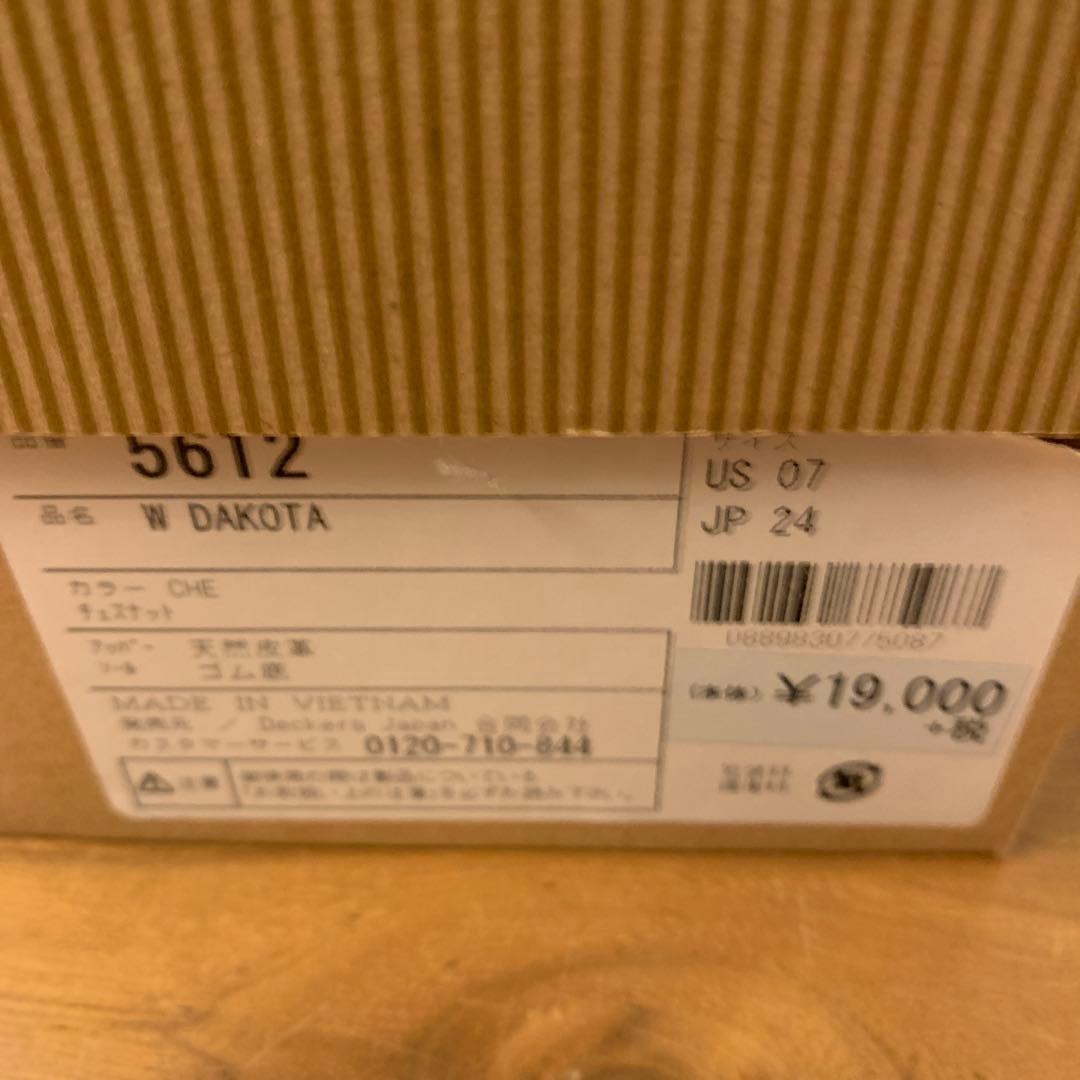 品番 5612
サイズ
US 07
JP 24
品名 W DAKOTA
カラー CHE
チェスナット
アッパー 天然皮革
ソール ゴム底
MADE IN VIETNAM
発売元 / Deckers Japan 合同会社
カスタマーサービス 0120-710-844
注意
(本体) ¥19,000
+税